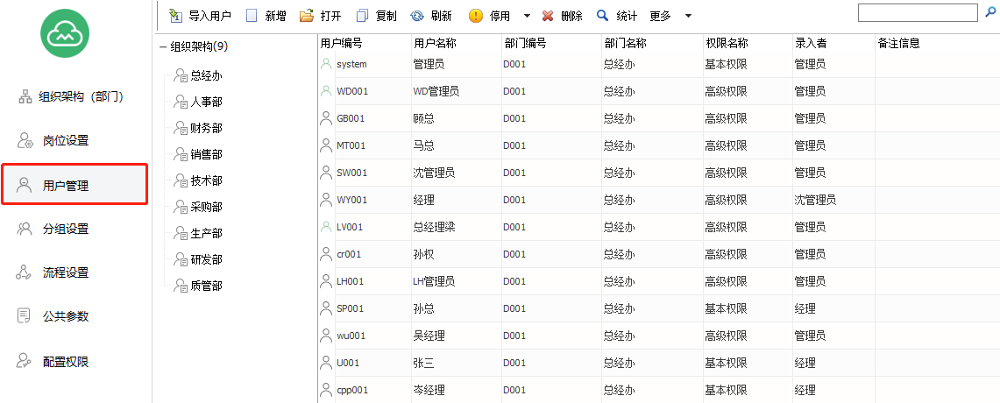 导入用户 新增 打开 复制 刷新 停用 删除 统计 更多
组织架构（部门）
岗位设置
用户管理
分组设置
流程设置
公共参数
配置权限
组织架构(9)
总经办
人事部
财务部
销售部
技术部
采购部
生产部
研发部
质管部
用户编号 用户名称 部门编号 部门名称 权限名称 录入者 备注信息
system 管理员 D001 总经办 基本权限 管理员
WD001 WD管理员 D001 总经办 高级权限 管理员
GB001 顾总 D001 总经办 高级权限 管理员
MT001 马总 D001 总经办 高级权限 管理员
SW001 沈管理员 D001 总经办 高级权限 管理员
WY001 经理 D001 总经办 高级权限 沈管理员
LV001 总经理梁 D001 总经办 高级权限 管理员
cr001 孙权 D001 总经办 高级权限 管理员
LH001 LH管理员 D001 总经办 高级权限 管理员
SP001 孙总 D001 总经办 基本权限 经理
wu001 吴经理 D001 总经办 高级权限 管理员
U001 张三 D001 总经办 基本权限 经理
cpp001 岑经理 D001 总经办 基本权限 经理